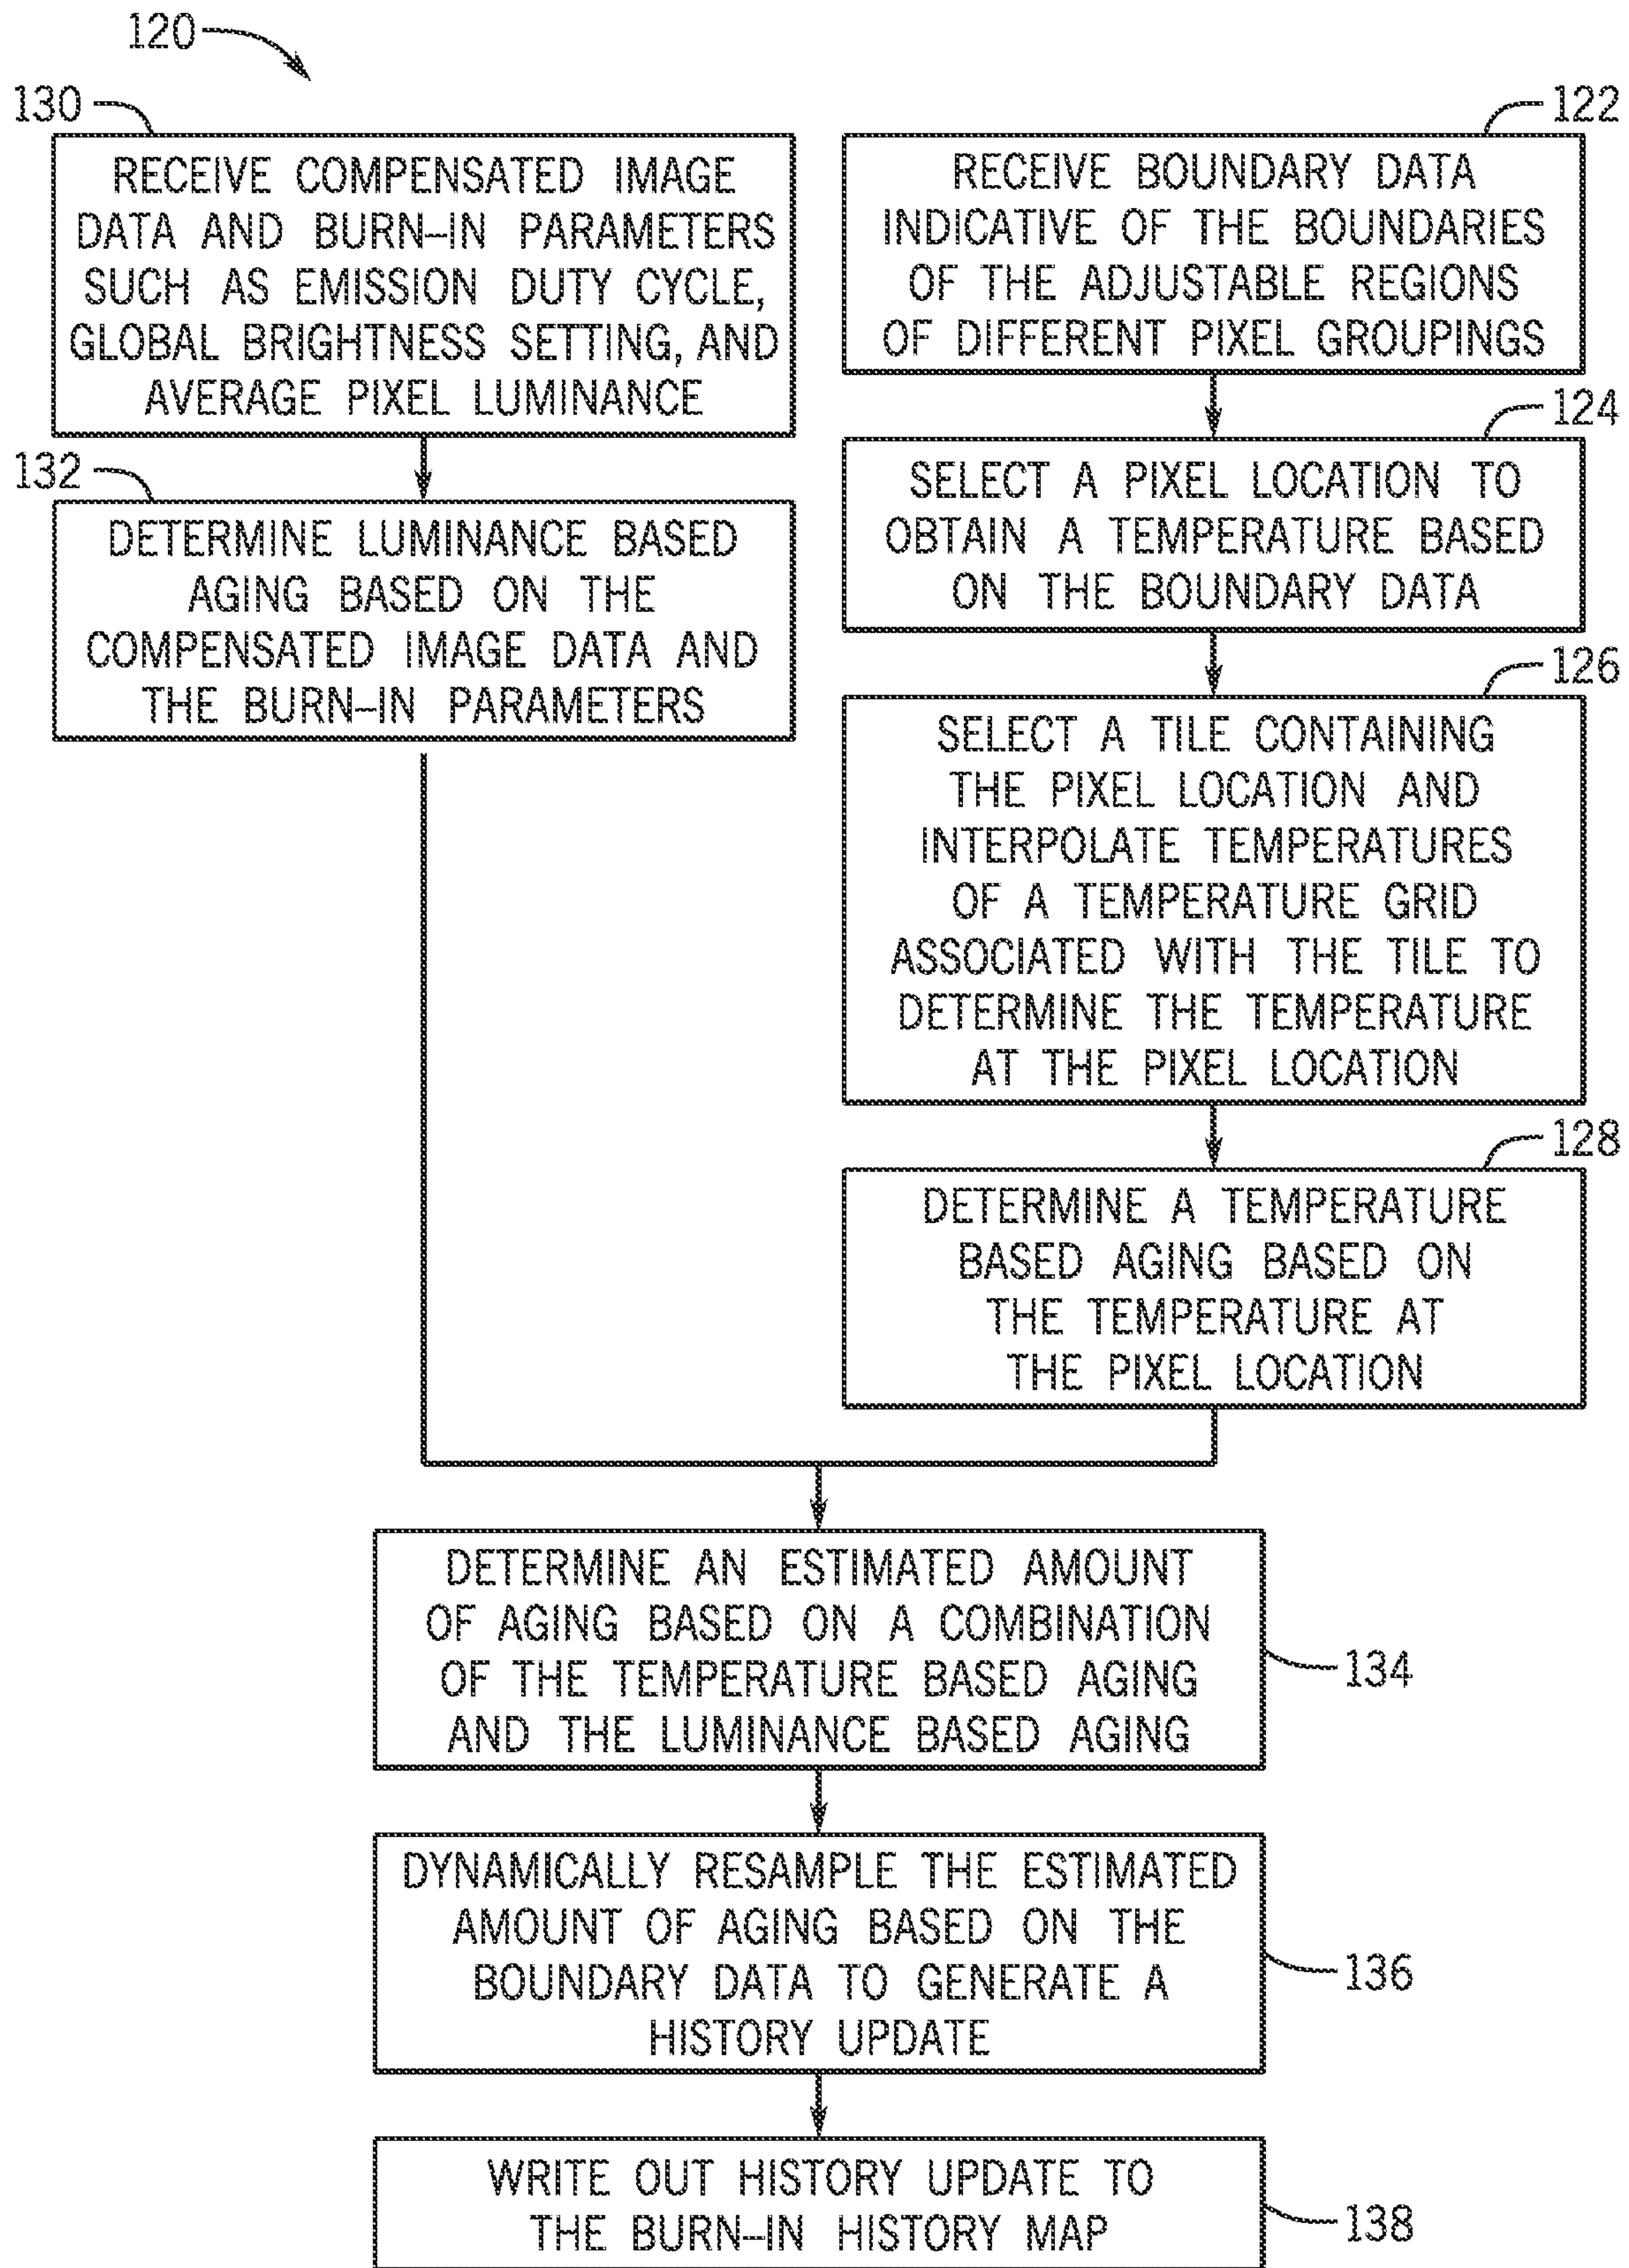 120
130
RECEIVE COMPENSATED IMAGE
DATA AND BURN–IN PARAMETERS
SUCH AS EMISSION DUTY CYCLE,
GLOBAL BRIGHTNESS SETTING, AND
AVERAGE PIXEL LUMINANCE
132
DETERMINE LUMINANCE BASED
AGING BASED ON THE
COMPENSATED IMAGE DATA AND
THE BURN–IN PARAMETERS
122
RECEIVE BOUNDARY DATA
INDICATIVE OF THE BOUNDARIES
OF THE ADJUSTABLE REGIONS
OF DIFFERENT PIXEL GROUPINGS
124
SELECT A PIXEL LOCATION TO
OBTAIN A TEMPERATURE BASED
ON THE BOUNDARY DATA
126
SELECT A TILE CONTAINING
THE PIXEL LOCATION AND
INTERPOLATE TEMPERATURES
OF A TEMPERATURE GRID
ASSOCIATED WITH THE TILE TO
DETERMINE THE TEMPERATURE
AT THE PIXEL LOCATION
128
DETERMINE A TEMPERATURE
BASED AGING BASED ON
THE TEMPERATURE AT
THE PIXEL LOCATION
DETERMINE AN ESTIMATED AMOUNT
OF AGING BASED ON A COMBINATION
OF THE TEMPERATURE BASED AGING
AND THE LUMINANCE BASED AGING
134
DYNAMICALLY RESAMPLE THE ESTIMATED
AMOUNT OF AGING BASED ON THE
BOUNDARY DATA TO GENERATE A
HISTORY UPDATE
136
WRITE OUT HISTORY UPDATE TO
THE BURN–IN HISTORY MAP
138